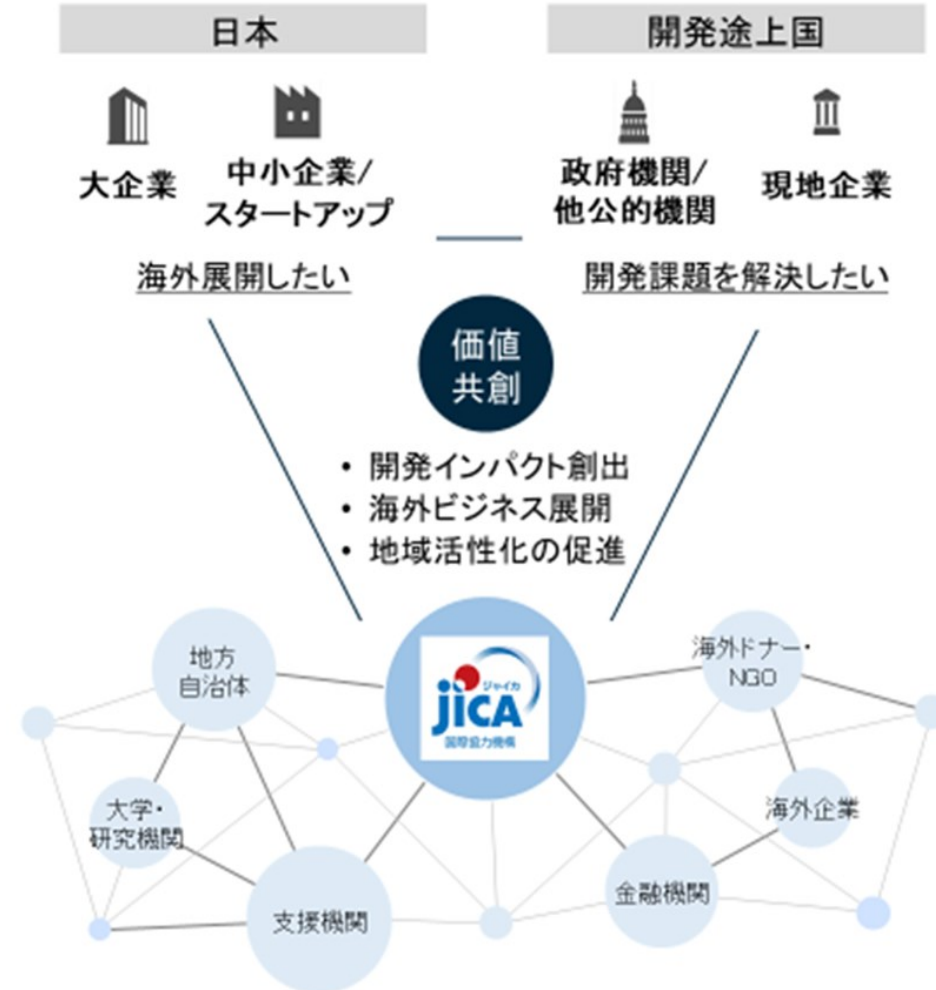 日本
開発途上国
大企業
中小企業/
スタートアップ
政府機関/
他公的機関
現地企業
海外展開したい
開発課題を解決したい
価値
共創
• 開発インパクト創出
• 海外ビジネス展開
• 地域活性化の促進
地方
自治体
ジャイカ
jICA
国際協力機構
海外ドナー・
NGO
大学・
研究機関
海外企業
支援機関
金融機関